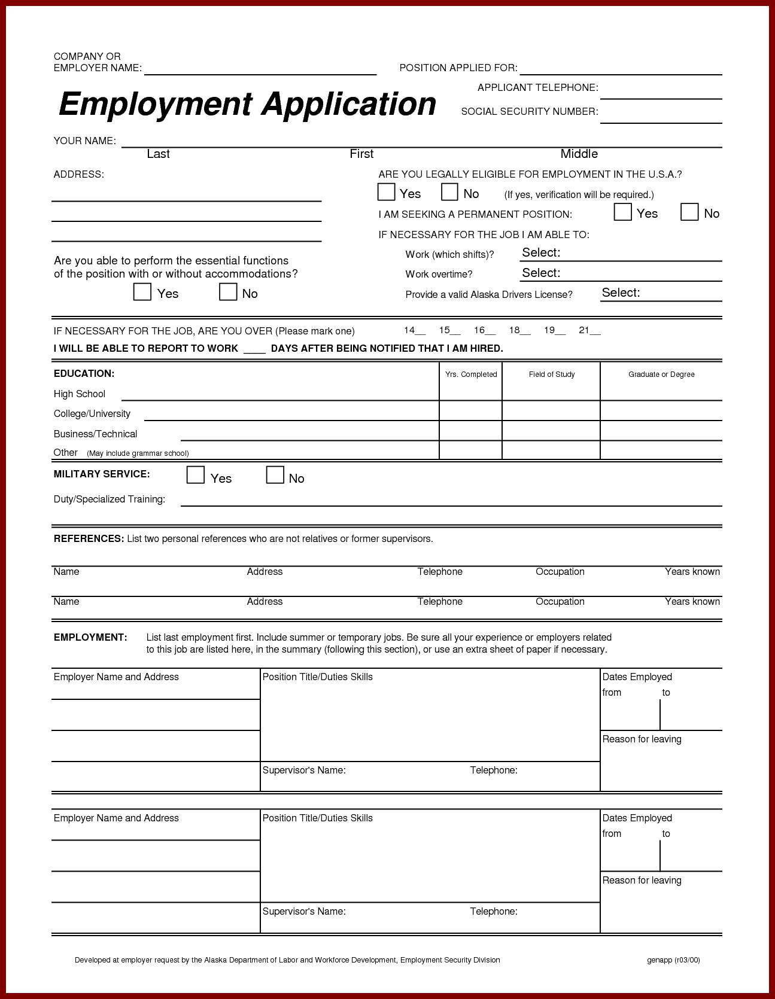 COMPANY OR
EMPLOYER NAME: POSITION APPLIED FOR:
APPLICANT TELEPHONE:
Employment Application
SOCIAL SECURITY NUMBER:
YOUR NAME:
Last First Middle
ADDRESS: ARE YOU LEGALLY ELIGIBLE FOR EMPLOYMENT IN THE U.S.A.?
Yes No (If yes, verification will be required.)
I AM SEEKING A PERMANENT POSITION: Yes No
IF NECESSARY FOR THE JOB I AM ABLE TO:
Work (which shifts)? Select:
Are you able to perform the essential functions
of the position with or without accommodations? Work overtime? Select:
Yes No Provide a valid Alaska Drivers License? Select:
IF NECESSARY FOR THE JOB, ARE YOU OVER (Please mark one) 14__ 15__ 16__ 18__ 19__ 21__
I WILL BE ABLE TO REPORT TO WORK ____ DAYS AFTER BEING NOTIFIED THAT I AM HIRED.
EDUCATION: Yrs. Completed Field of Study Graduate or Degree
High School
College/University
Business/Technical
Other (May include grammar school)
MILITARY SERVICE: Yes No
Duty/Specialized Training:
REFERENCES: List two personal references who are not relatives or former supervisors.
Name Address Telephone Occupation Years known
Name Address Telephone Occupation Years known
EMPLOYMENT: List last employment first. Include summer or temporary jobs. Be sure all your experience or employers related
to this job are listed here, in the summary (following this section), or use an extra sheet of paper if necessary.
Employer Name and Address Position Title/Duties Skills Dates Employed
from to
Reason for leaving
Supervisor's Name: Telephone:
Employer Name and Address Position Title/Duties Skills Dates Employed
from to
Reason for leaving
Supervisor's Name: Telephone:
Developed at employer request by the Alaska Department of Labor and Workforce Development, Employment Security Division genapp (r03/00)